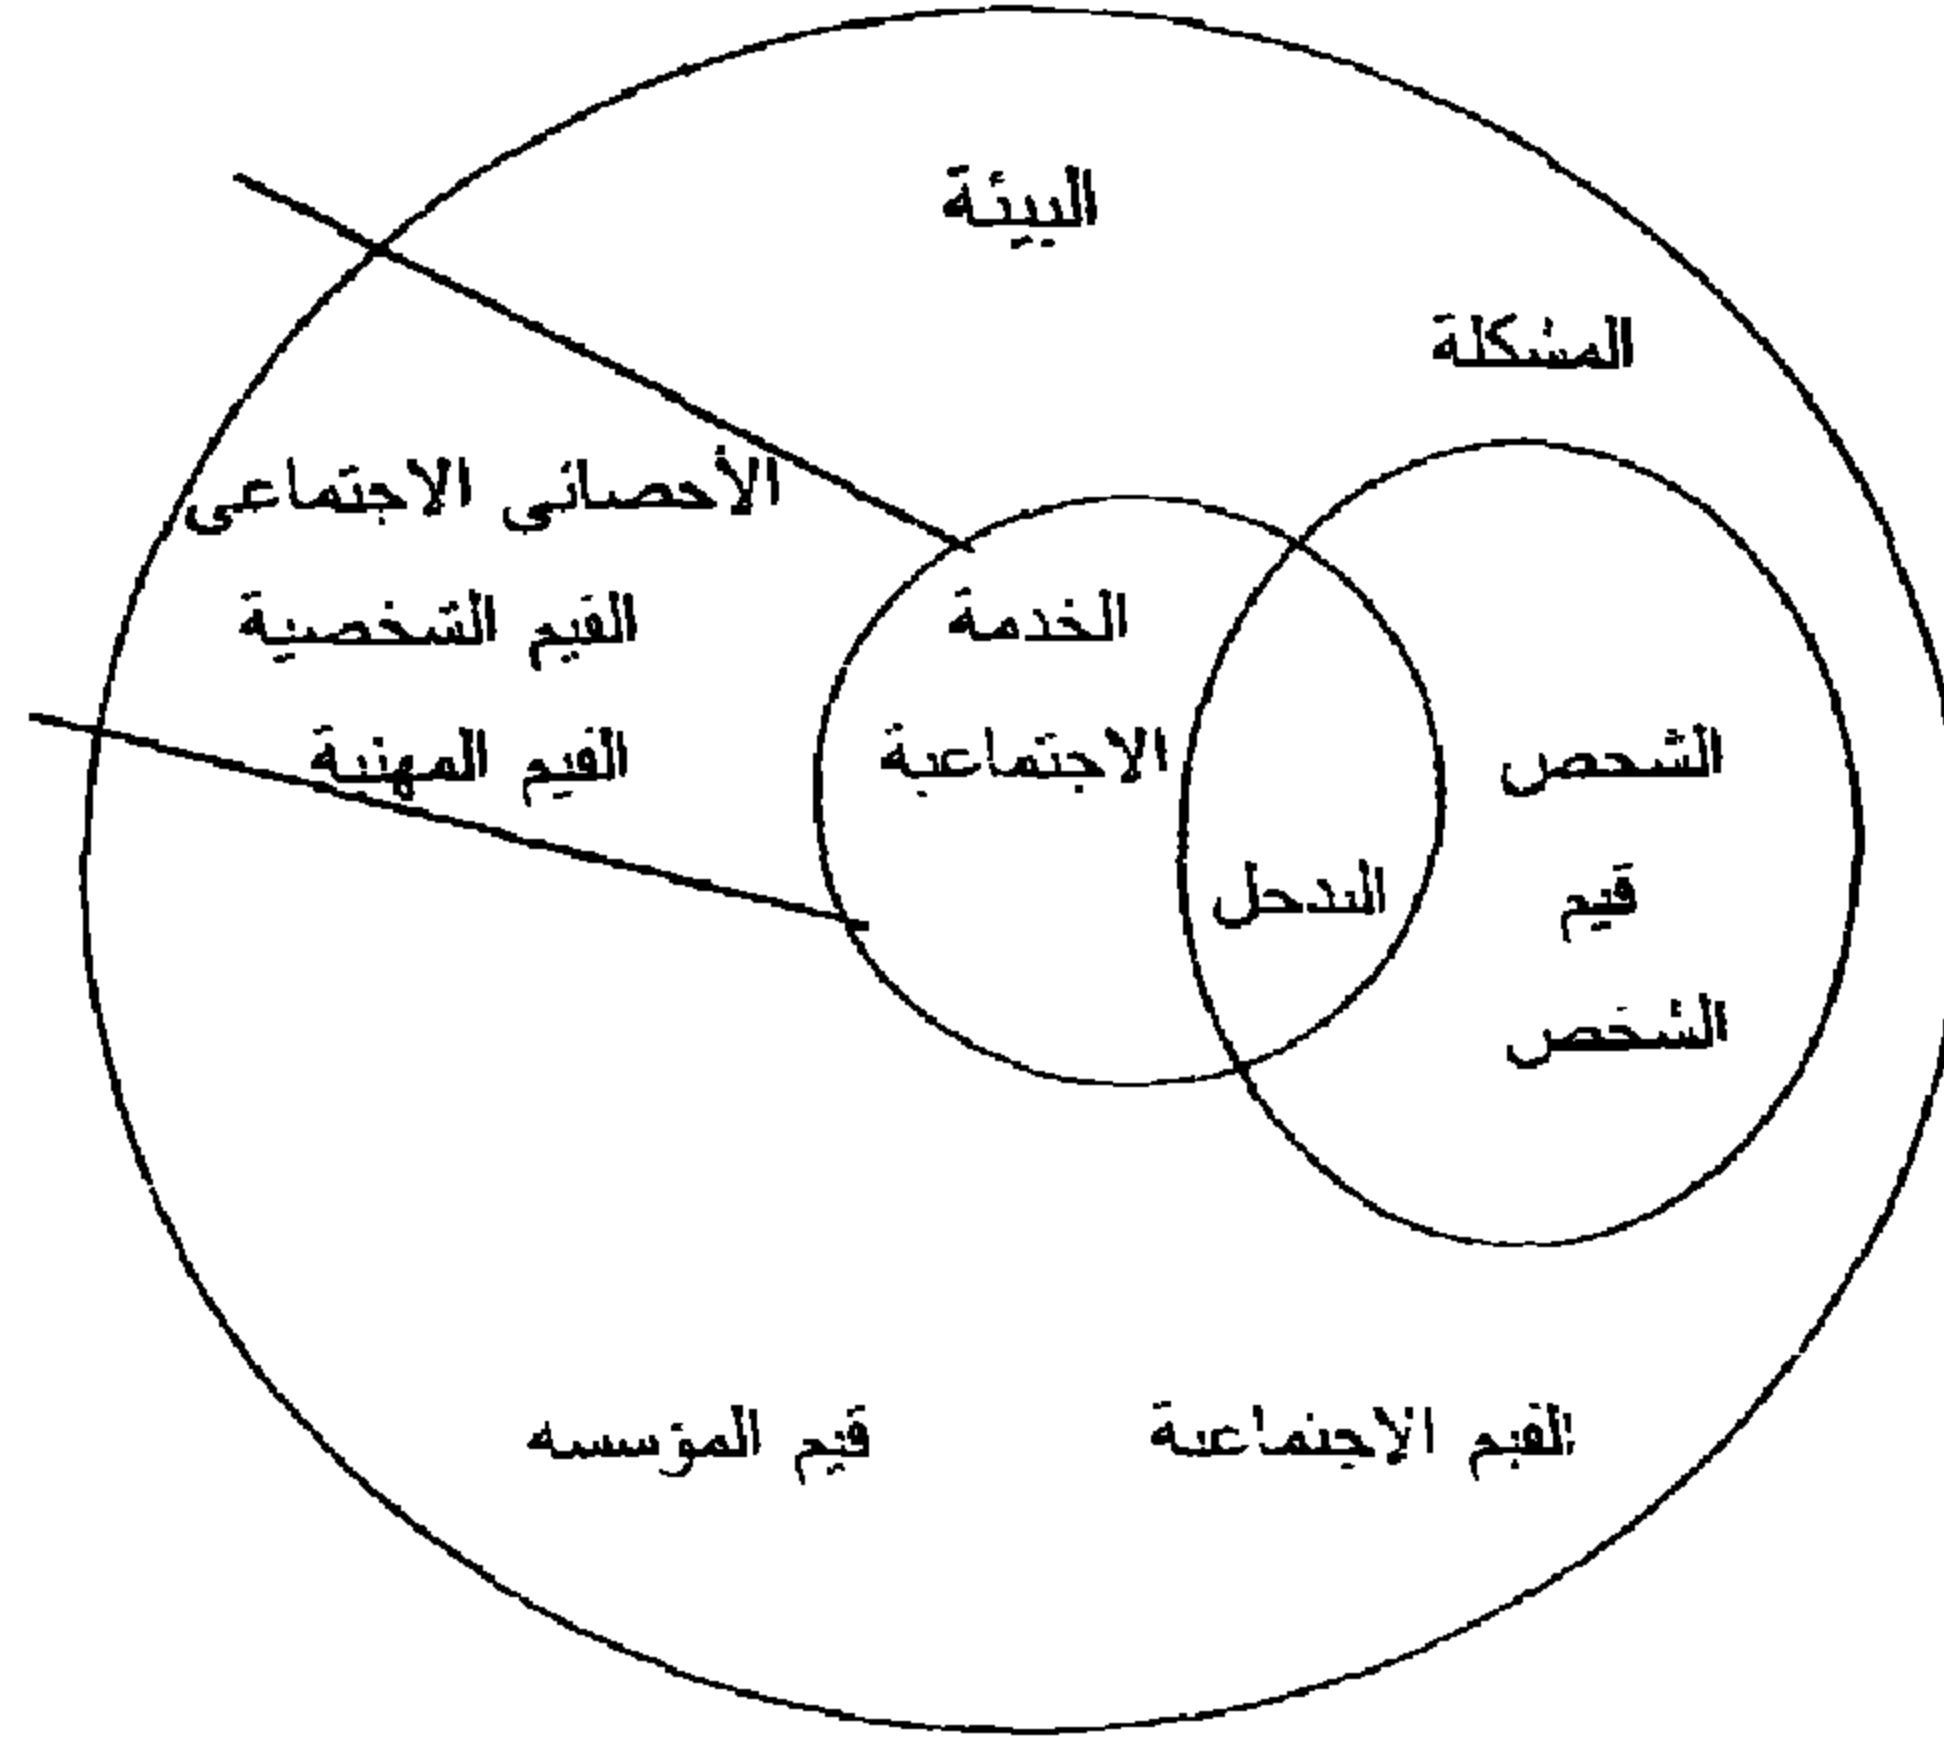 البيئة
المشكلة
الأخصائى الاجتماعى
القيم الشخصية
القيم المهنية
الخدمة
الاجتماعية
التدخل
الشخص
قيم
الشخص
القيم الاجتماعية
قيم المؤسسه